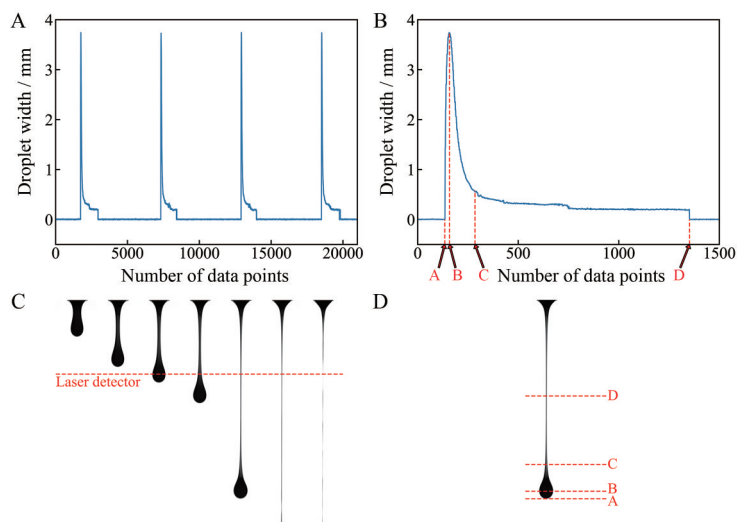 A
Droplet width / mm
4
3
2
1
0
0 5000 10000 15000 20000
Number of data points
B
Droplet width / mm
4
3
2
1
0
0 500 1000 1500
A B C Number of data points D
C
Laser detector
D
D
C
B
A